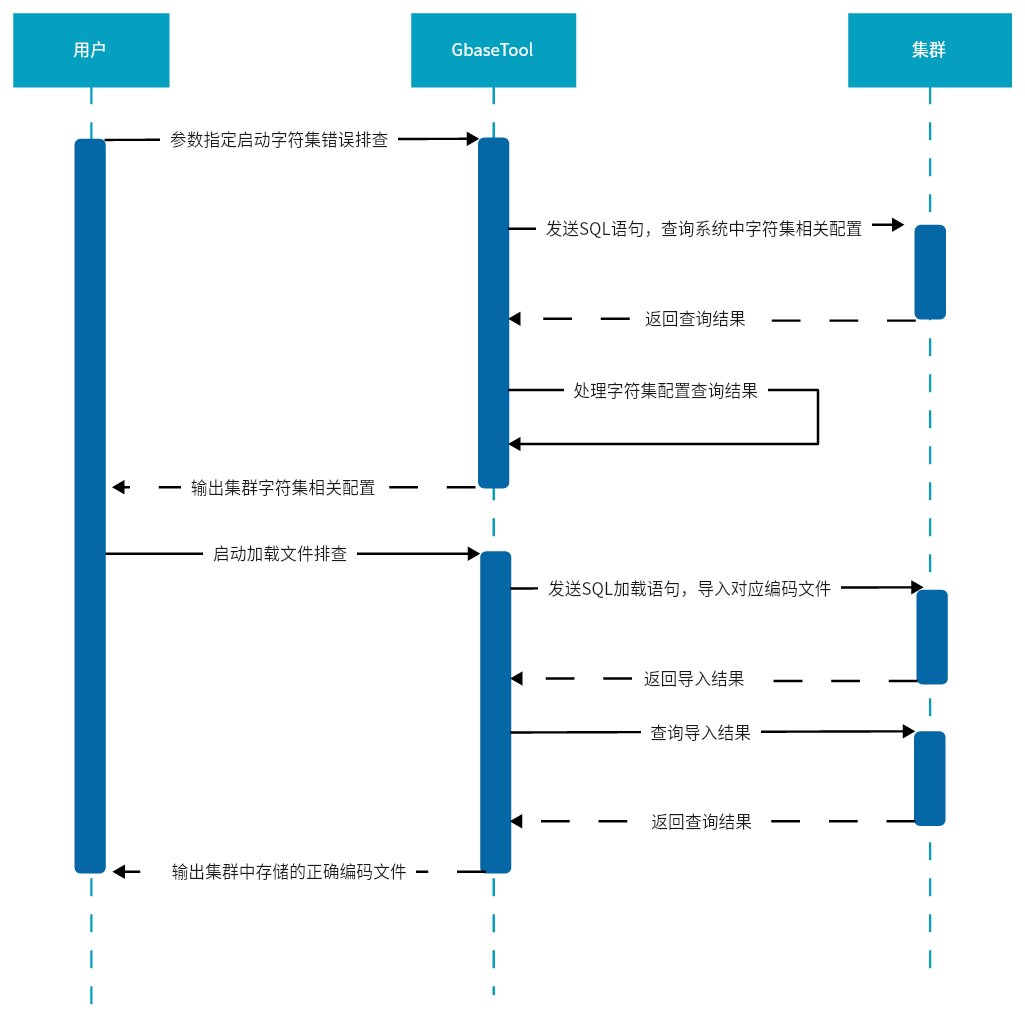 用户
GbaseTool
集群
参数指定启动字符集错误排查
发送SQL语句，查询系统中字符集相关配置
返回查询结果
处理字符集配置查询结果
输出集群字符集相关配置
启动加载文件排查
发送SQL加载语句，导入对应编码文件
返回导入结果
查询导入结果
返回查询结果
输出集群中存储的正确编码文件